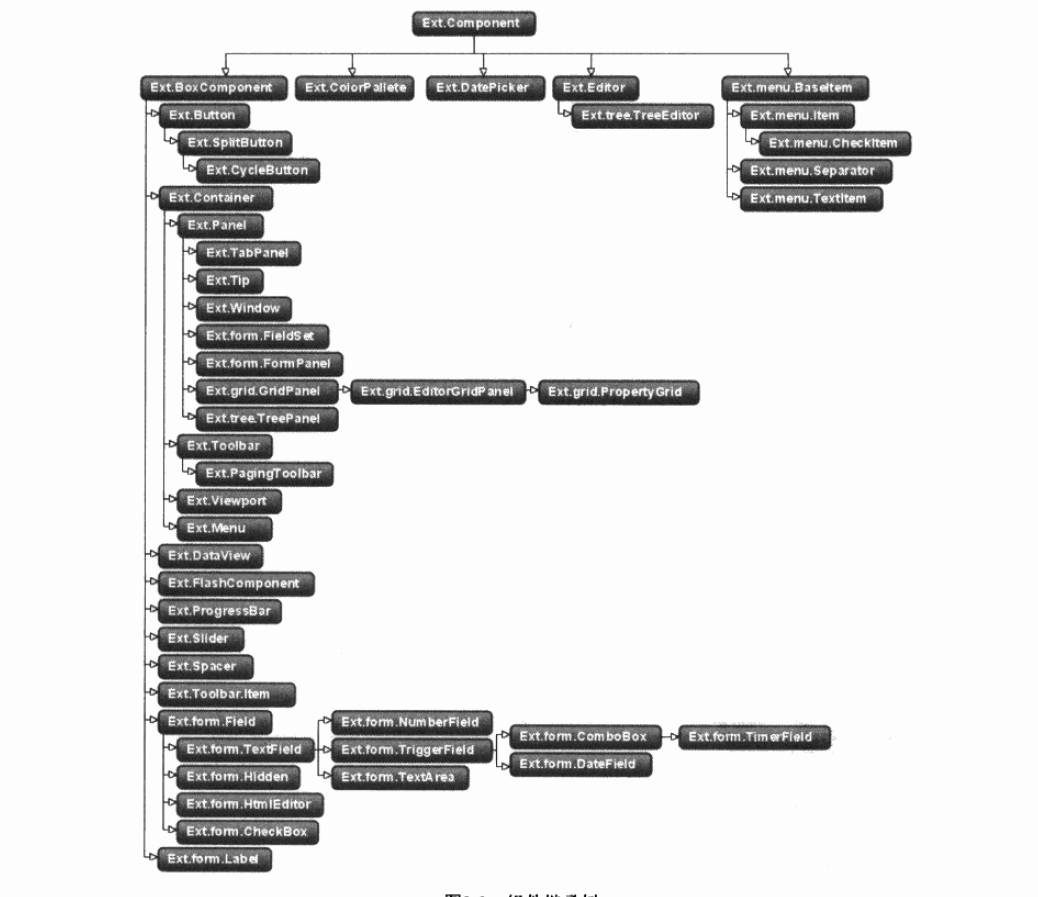 Ext.Component
Ext.BoxComponent Ext.ColorPallete Ext.DatePicker Ext.Editor Ext.menu.BaseItem
Ext.Button Ext.tree.TreeEditor Ext.menu.Item
Ext.SplitButton Ext.menu.CheckItem
Ext.CycleButton Ext.menu.Separator
Ext.Container Ext.menu.TextItem
Ext.Panel
Ext.TabPanel
Ext.Tip
Ext.Window
Ext.form.FieldSet
Ext.form.FormPanel
Ext.grid.GridPanel Ext.grid.EditorGridPanel Ext.grid.PropertyGrid
Ext.tree.TreePanel
Ext.Toolbar
Ext.PagingToolbar
Ext.Viewport
Ext.Menu
Ext.DataView
Ext.FlashComponent
Ext.ProgressBar
Ext.Slider
Ext.Spacer
Ext.Toolbar.Item
Ext.form.Field Ext.form.NumberField
Ext.form.ComboBox Ext.form.TimerField
Ext.form.TextField Ext.form.TriggerField
Ext.form.DateField
Ext.form.Hidden Ext.form.TextArea
Ext.form.HtmlEditor
Ext.form.CheckBox
Ext.form.Label